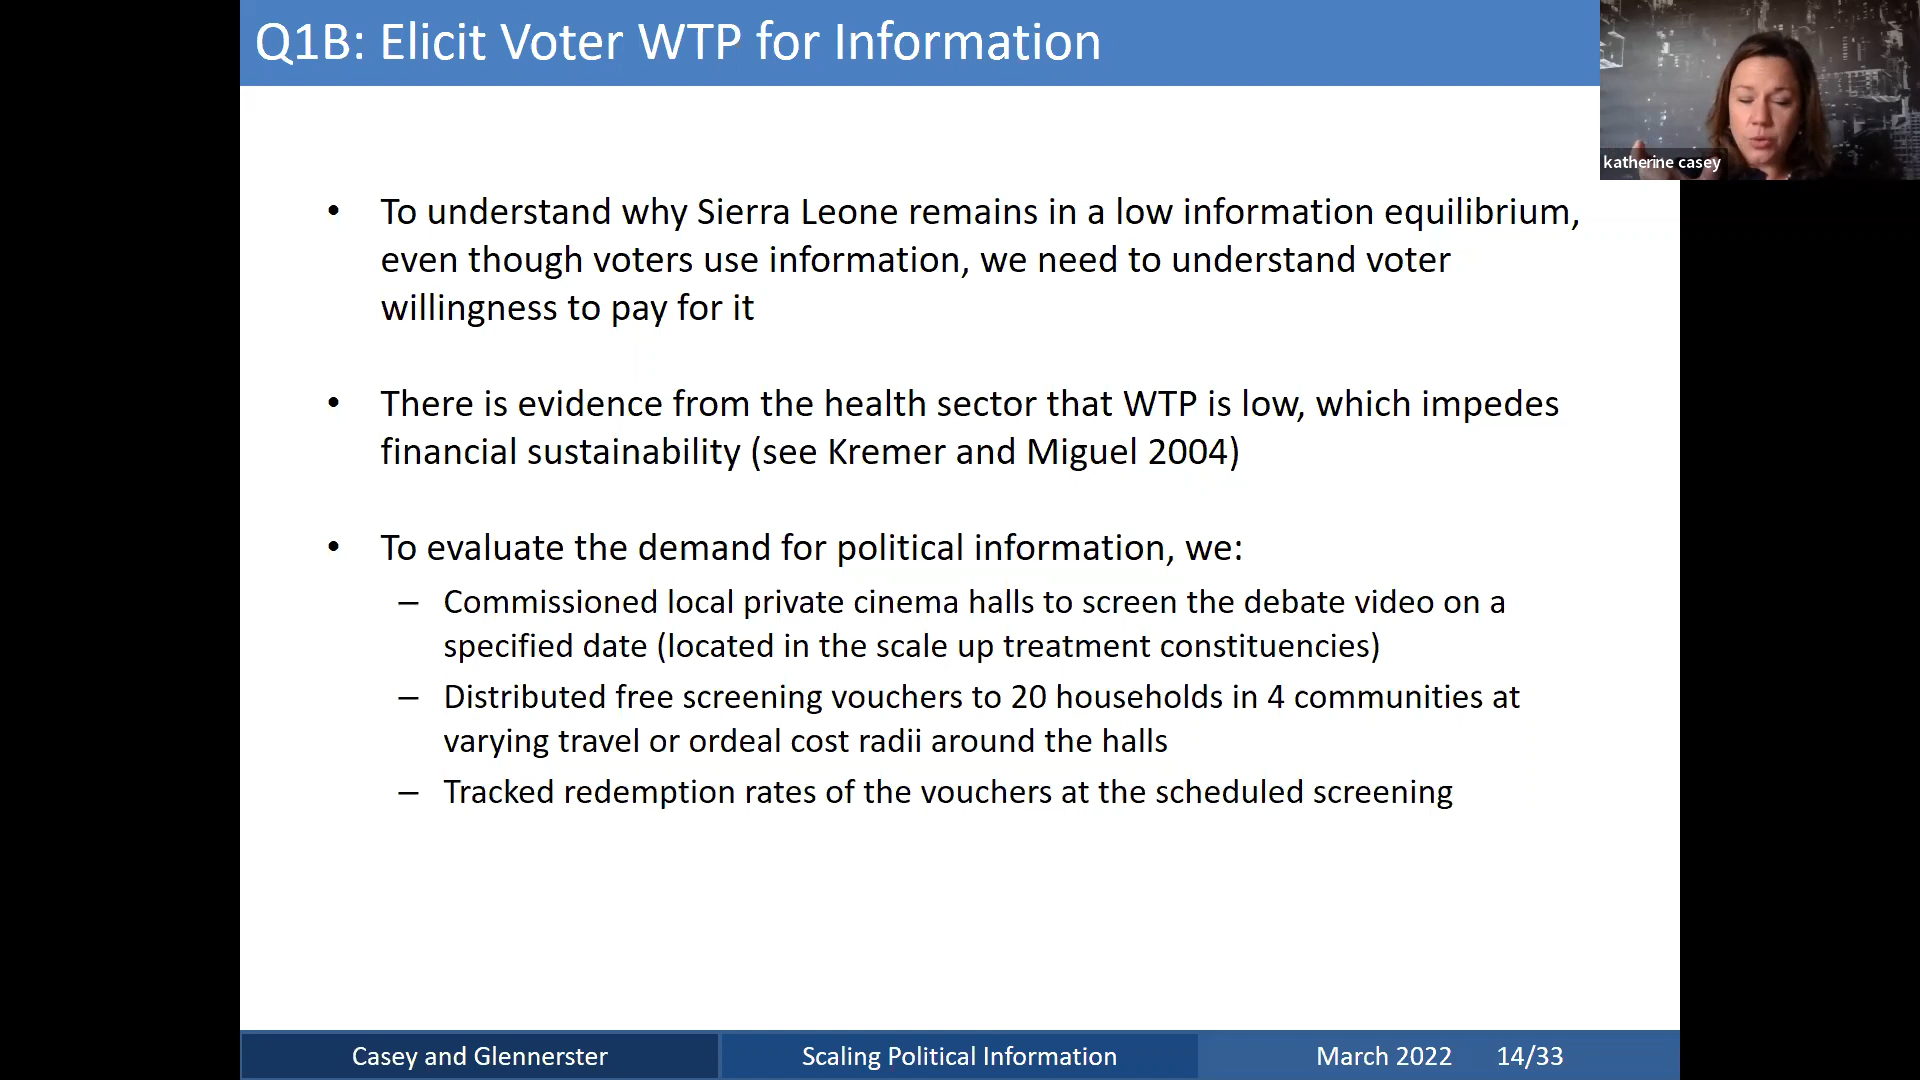 Q1B: Elicit Voter WTP for Information
katherine casey
• To understand why Sierra Leone remains in a low information equilibrium,
even though voters use information, we need to understand voter
willingness to pay for it
• There is evidence from the health sector that WTP is low, which impedes
financial sustainability (see Kremer and Miguel 2004)
• To evaluate the demand for political information, we:
– Commissioned local private cinema halls to screen the debate video on a
specified date (located in the scale up treatment constituencies)
– Distributed free screening vouchers to 20 households in 4 communities at
varying travel or ordeal cost radii around the halls
– Tracked redemption rates of the vouchers at the scheduled screening
Casey and Glennerster Scaling Political Information March 2022 14/33